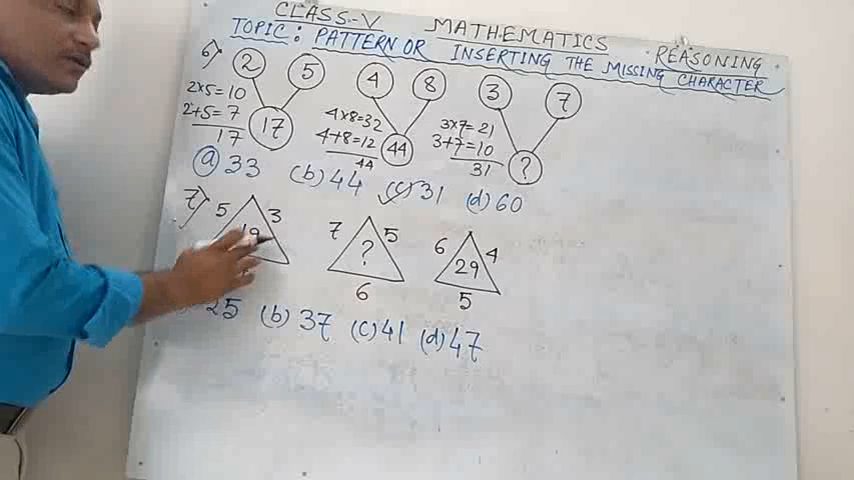 CLASS-V MATHEMATICS REASONING
TOPIC: PATTERN OR INSERTING THE MISSING CHARACTER
6) 2 5 4 8 3 7
2×5=10 4×8=32 3×7=21
2+5=7 4+8=12 3+7=10
17 44 31
17 44 ?
(a) 33 (b) 44 (c) 31 (d) 60
7) 5 3 7 5 6 4
19 ? 29
6 5
25 (b) 37 (c) 41 (d) 47